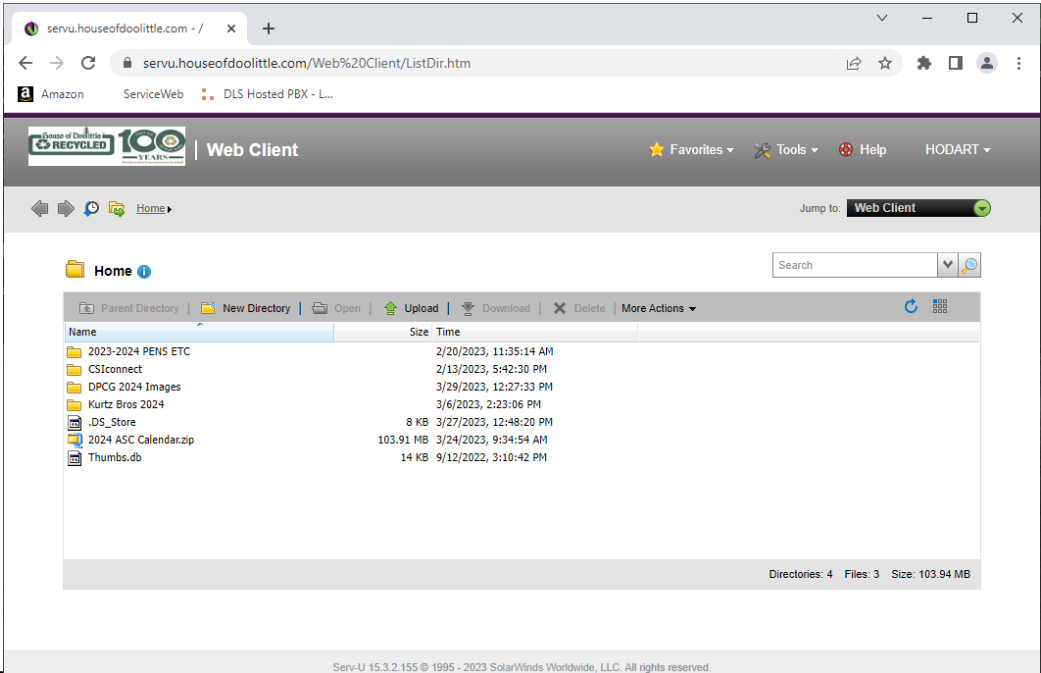 servu.houseofdoolittle.com - /
servu.houseofdoolittle.com/Web%20Client/ListDir.htm
a Amazon ServiceWeb DLS Hosted PBX - L...
House of Doolittle
RECYCLED 100 YEARS
Web Client Favorites Tools Help HODART
Home Jump to: Web Client
Home Search
Parent Directory New Directory Open Upload Download Delete More Actions
Name Size Time
2023-2024 PENS ETC 2/20/2023, 11:35:14 AM
CSIconnect 2/13/2023, 5:42:30 PM
DPCG 2024 Images 3/29/2023, 12:27:33 PM
Kurtz Bros 2024 3/6/2023, 2:23:06 PM
.DS_Store 8 KB 3/27/2023, 12:48:20 PM
2024 ASC Calendar.zip 103.91 MB 3/24/2023, 9:34:54 AM
Thumbs.db 14 KB 9/12/2022, 3:10:42 PM
Directories: 4 Files: 3 Size: 103.94 MB
Serv-U 15.3.2.155 © 1995 - 2023 SolarWinds Worldwide, LLC. All rights reserved.